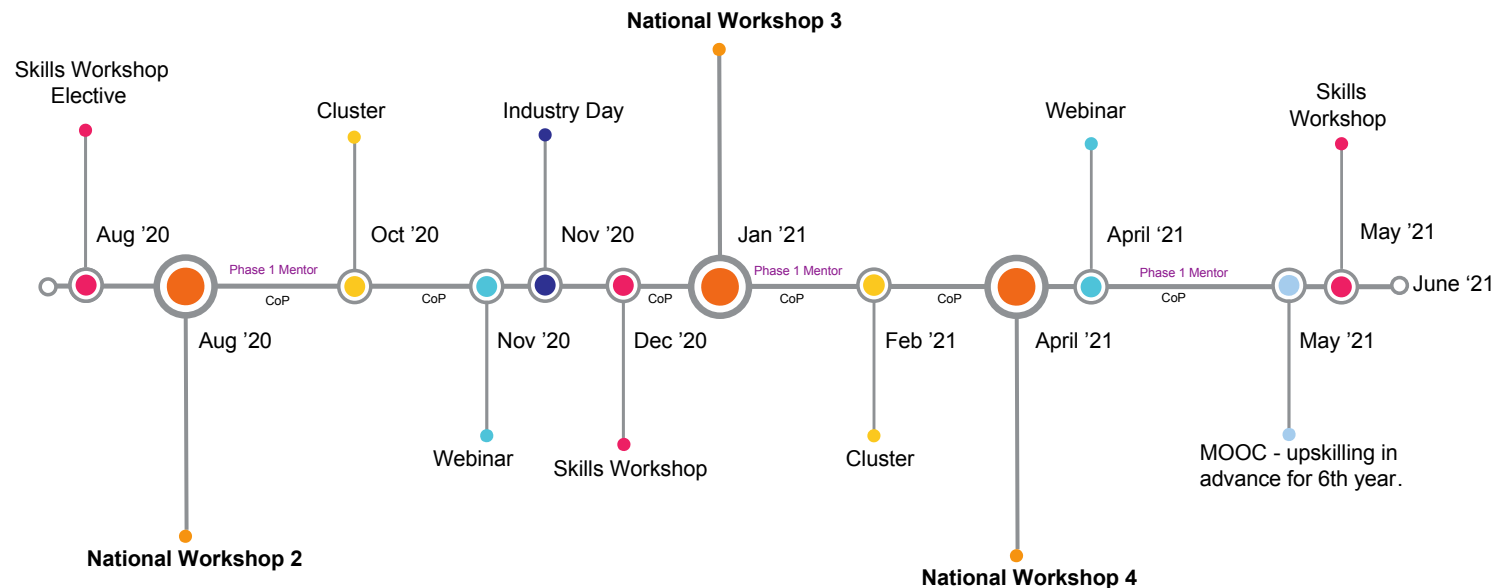 National Workshop 3
Skills Workshop
Elective
Cluster
Industry Day
Webinar
Skills
Workshop
Aug ’20
Oct ’20
Nov ’20
Jan ’21
April ’21
May ’21
Phase 1 Mentor
Phase 1 Mentor
Phase 1 Mentor
June ‘21
CoP
CoP
CoP
CoP
CoP
CoP
Aug ’20
Nov ’20
Dec ’20
Feb ’21
April ’21
May ’21
Webinar
Skills Workshop
Cluster
MOOC - upskilling in
advance for 6th year.
National Workshop 2
National Workshop 4